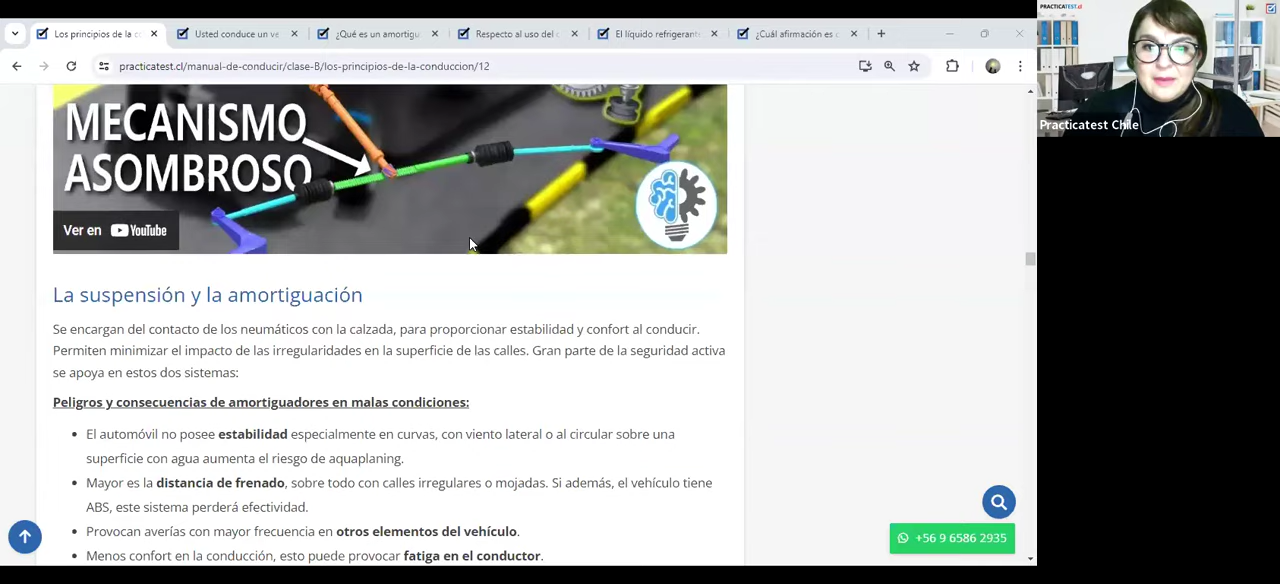 Los principios de la c
Usted conduce un ve
¿Qué es un amortigu
Respecto al uso del
El líquido refrigerant
¿Cuál afirmación es
practicatest.cl/manual-de-conducir/clase-B/los-principios-de-la-conduccion/12
PRACTICATEST.cl
Practicatest Chile
MECANISMO
ASOMBROSO
Ver en YouTube
La suspensión y la amortiguación
Se encargan del contacto de los neumáticos con la calzada, para proporcionar estabilidad y confort al conducir.
Permiten minimizar el impacto de las irregularidades en la superficie de las calles. Gran parte de la seguridad activa
se apoya en estos dos sistemas:
Peligros y consecuencias de amortiguadores en malas condiciones:
El automóvil no posee estabilidad especialmente en curvas, con viento lateral o al circular sobre una
superficie con agua aumenta el riesgo de aquaplaning.
Mayor es la distancia de frenado, sobre todo con calles irregulares o mojadas. Si además, el vehículo tiene
ABS, este sistema perderá efectividad.
Provocan averías con mayor frecuencia en otros elementos del vehículo.
Menos confort en la conducción, esto puede provocar fatiga en el conductor.
+56 9 6586 2935